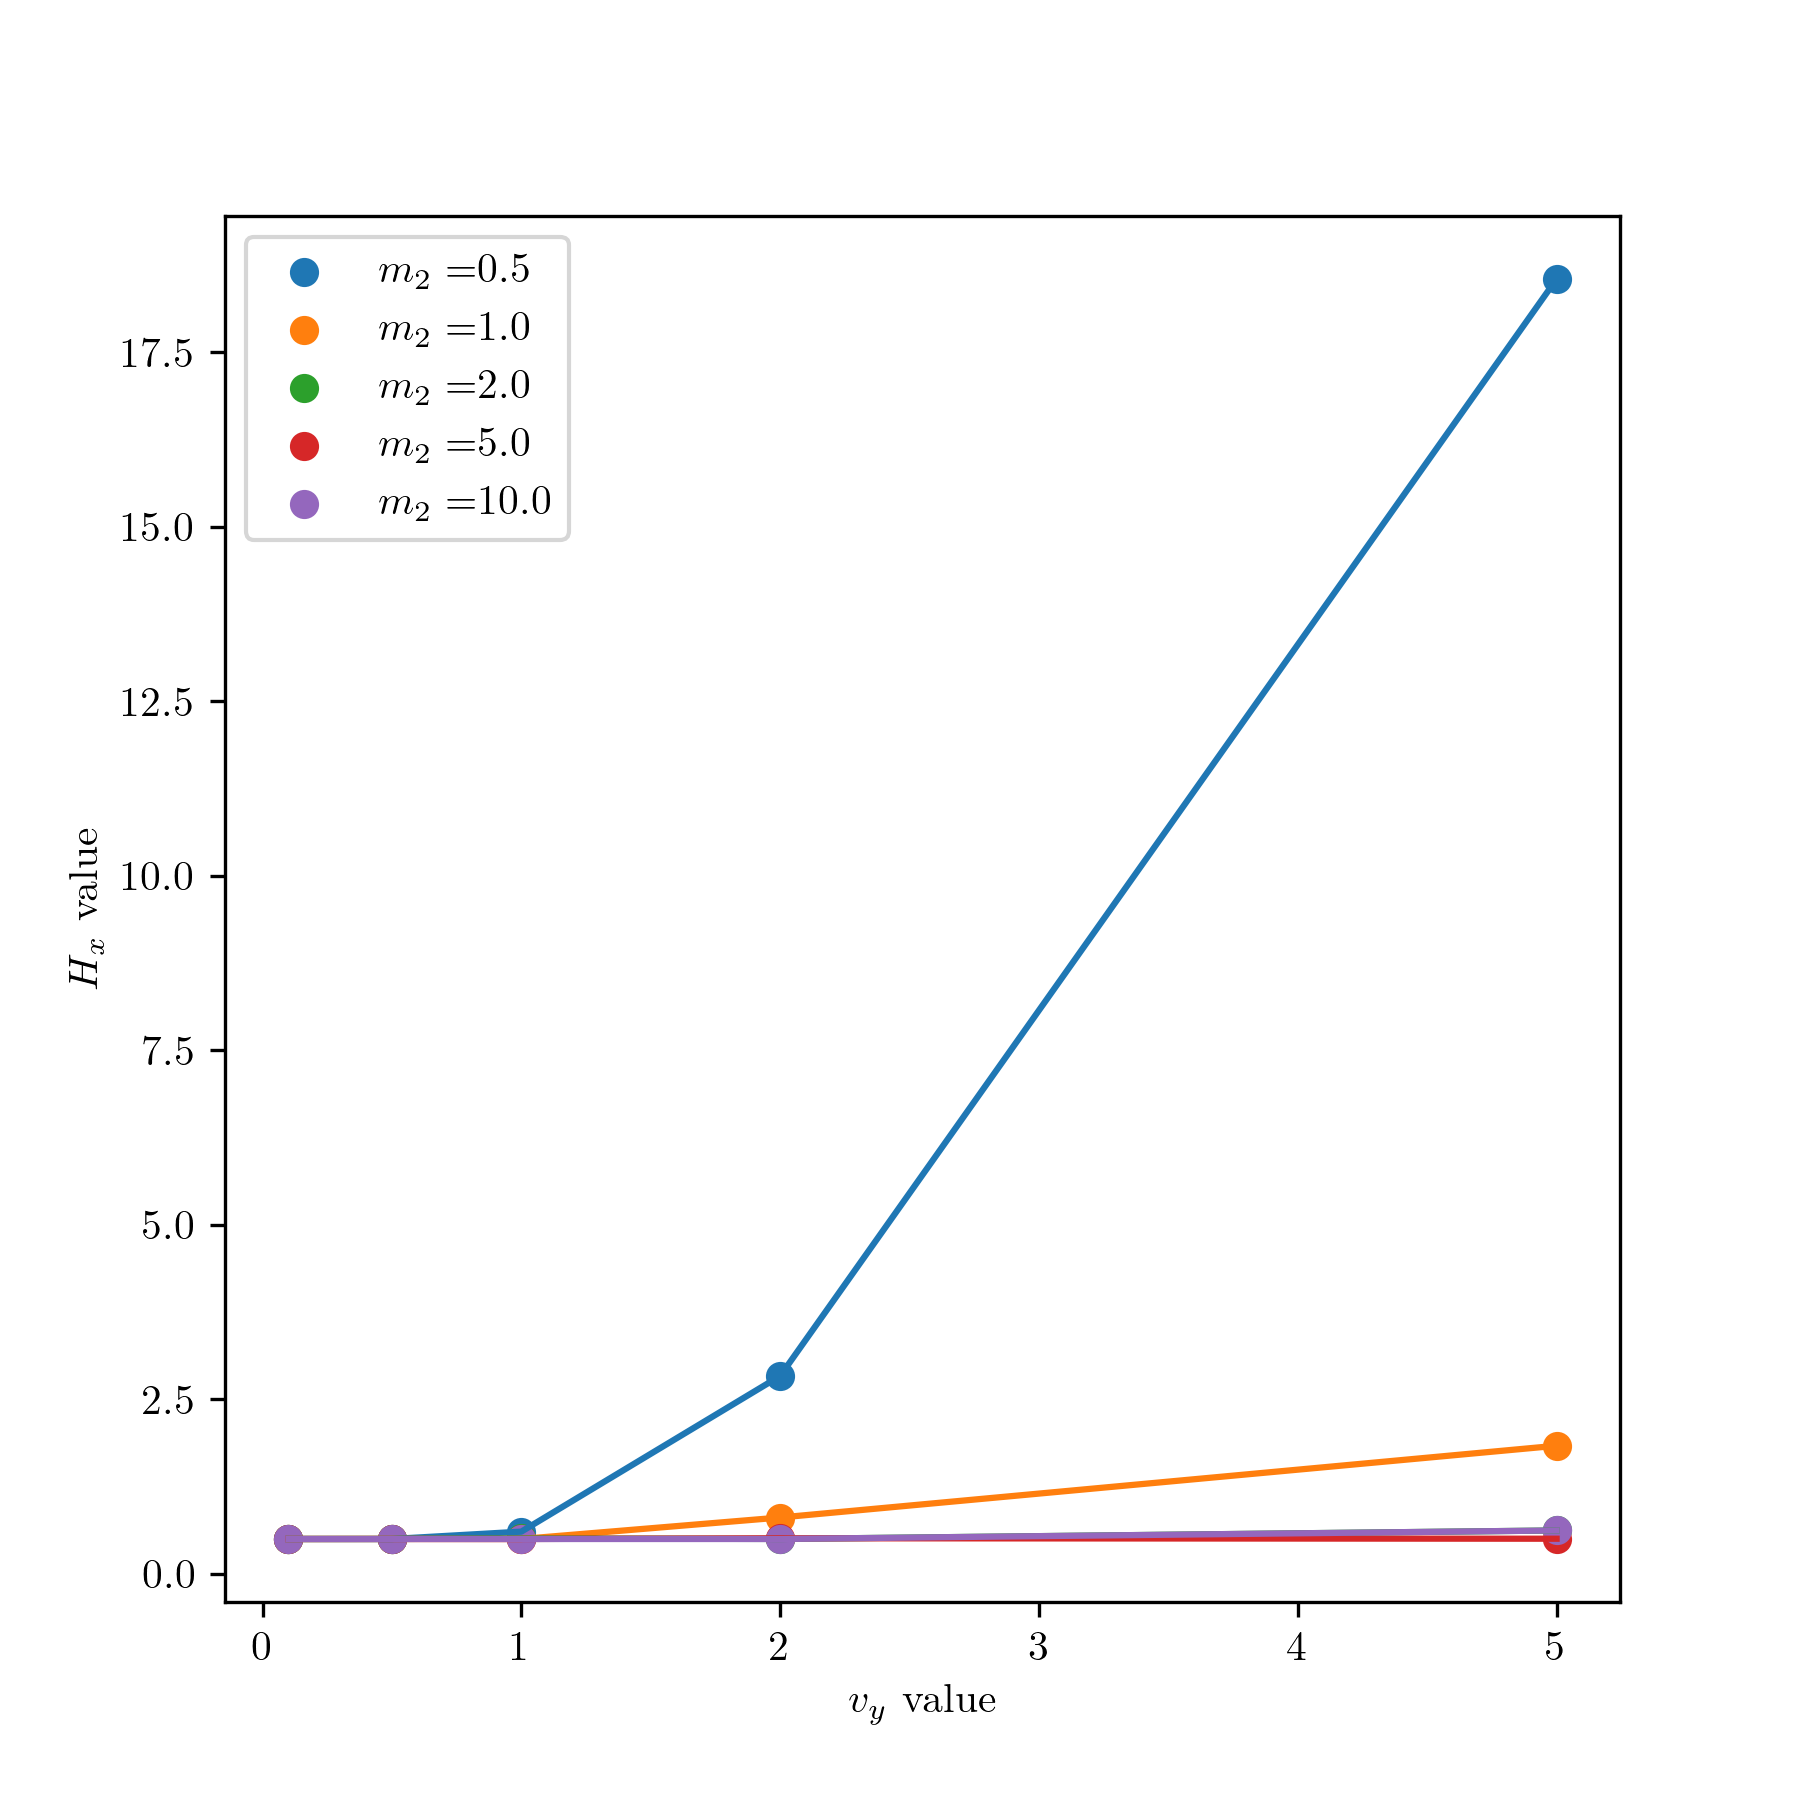 m₂ =0.5
m₂ =1.0
m₂ =2.0
m₂ =5.0
m₂ =10.0
17.5
15.0
12.5
10.0
7.5
5.0
2.5
0.0
Hₓ value
0 1 2 3 4 5
v_y value